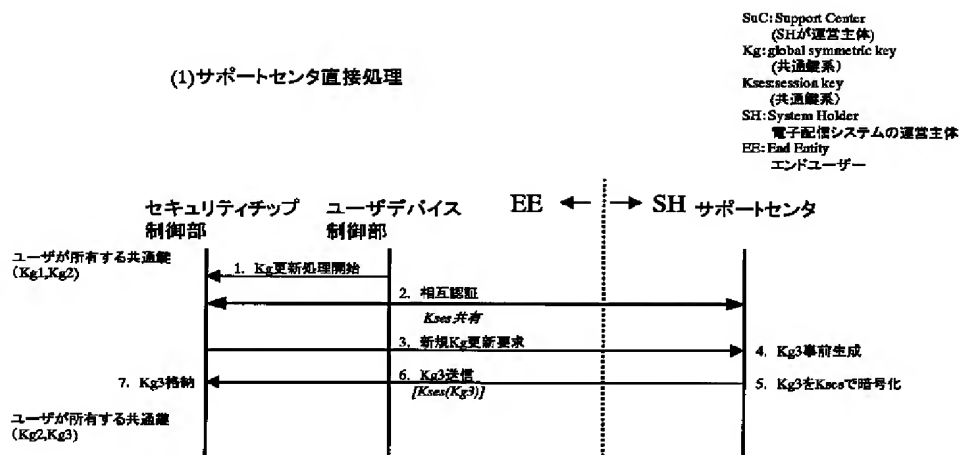 SuC:Support Center
(SHが運営主体)
Kg:global symmetric key
(共通鍵系)
Kses:session key
(共通鍵系)
SH:System Holder
電子配信システムの運営主体
EE:End Entity
エンドユーザー
(1)サポートセンタ直接処理
セキュリティチップ
制御部
ユーザデバイス
制御部
EE
SH
サポートセンタ
ユーザが所有する共通鍵
(Kg1,Kg2)
1. Kg更新処理開始
2. 相互認証
Kses共有
3. 新規Kg更新要求
4. Kg3事前生成
5. Kg3をKsesで暗号化
6. Kg3送信
[Kses(Kg3)]
7. Kg3格納
ユーザが所有する共通鍵
(Kg2,Kg3)